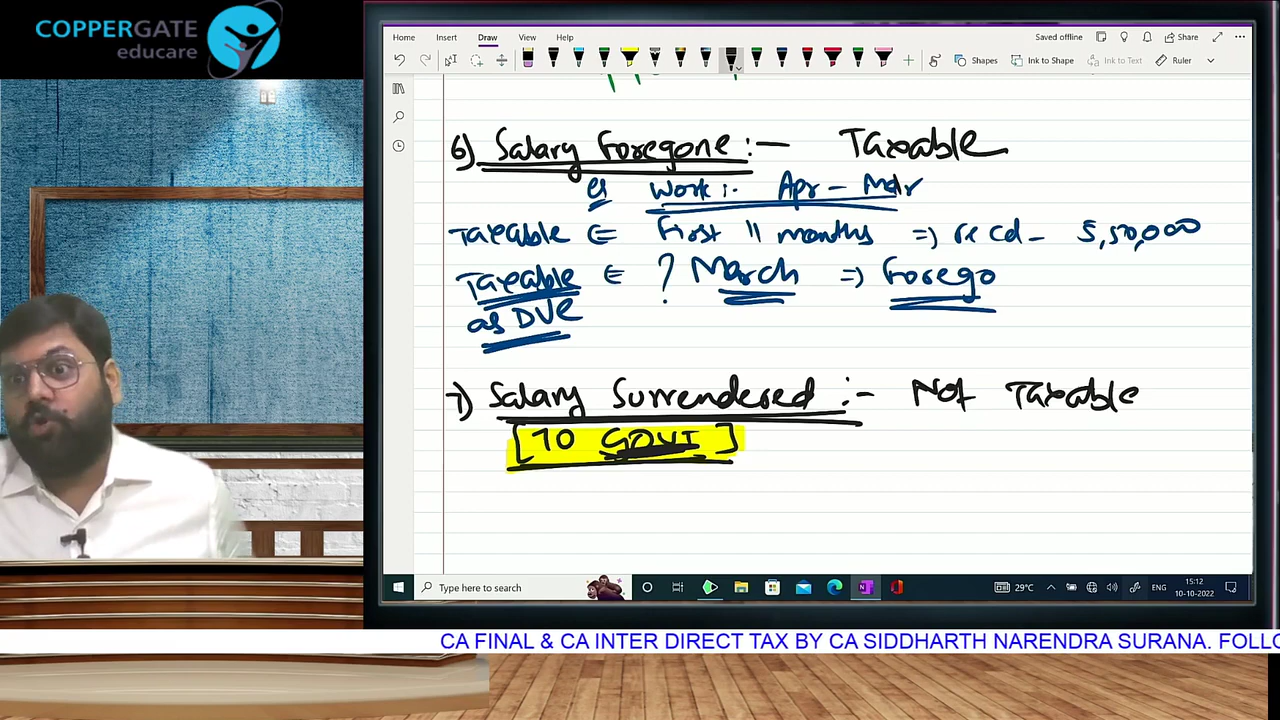 COPPERGATE
educare
Home Insert Draw View Help
Saved offline
Share
Shapes
Ink to Shape
Ink to Text
Ruler
6) Salary Foregone :- Taxable
eg Work :- Apr - Mar
Taxable ⇐ First 11 months ⇒ recd - 5,50,000
Taxable ⇐ ? March ⇒ Forego
as DVE
7) Salary Surrendered :- Not Taxable
[TO GOVT]
Type here to search
29°C
ENG
15:12
10-10-2022
CA FINAL & CA INTER DIRECT TAX BY CA SIDDHARTH NARENDRA SURANA. FOLLO